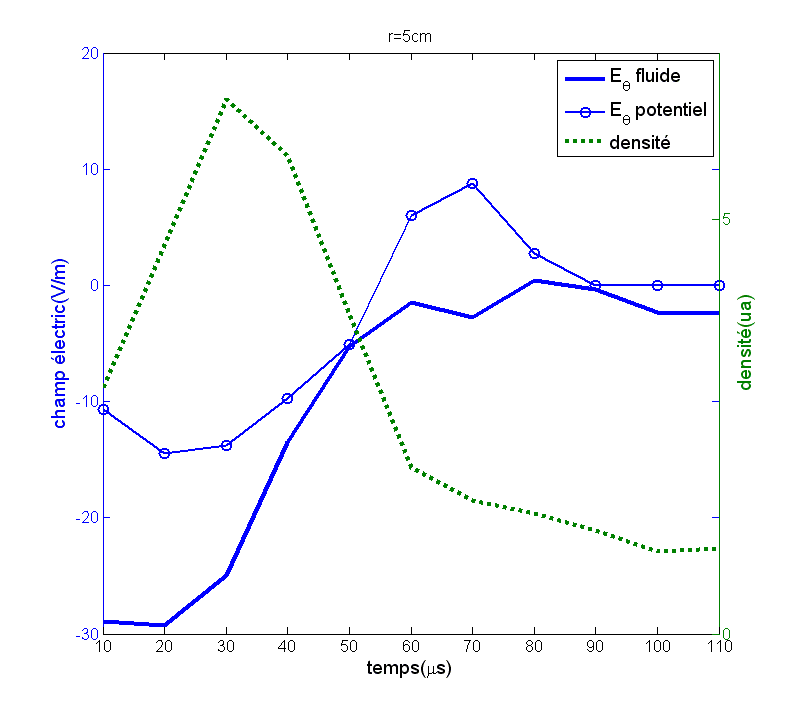 r=5cm
E_θ fluide
E_θ potentiel
densité
20
10
0
-10
-20
-30
champ électric(V/m)
5
0
densité(ua)
10 20 30 40 50 60 70 80 90 100 110
temps(μs)